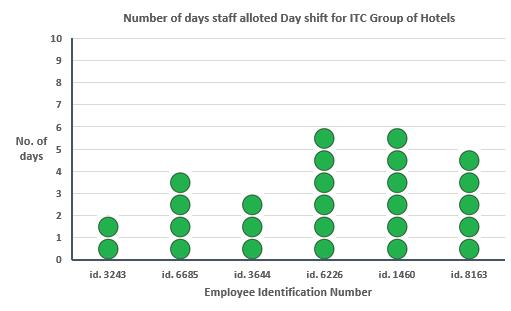 Number of days staff alloted Day shift for ITC Group of Hotels
10
9
8
7
6
5
4
3
2
1
0
No. of
days
id. 3243 id. 6685 id. 3644 id. 6226 id. 1460 id. 8163
Employee Identification Number